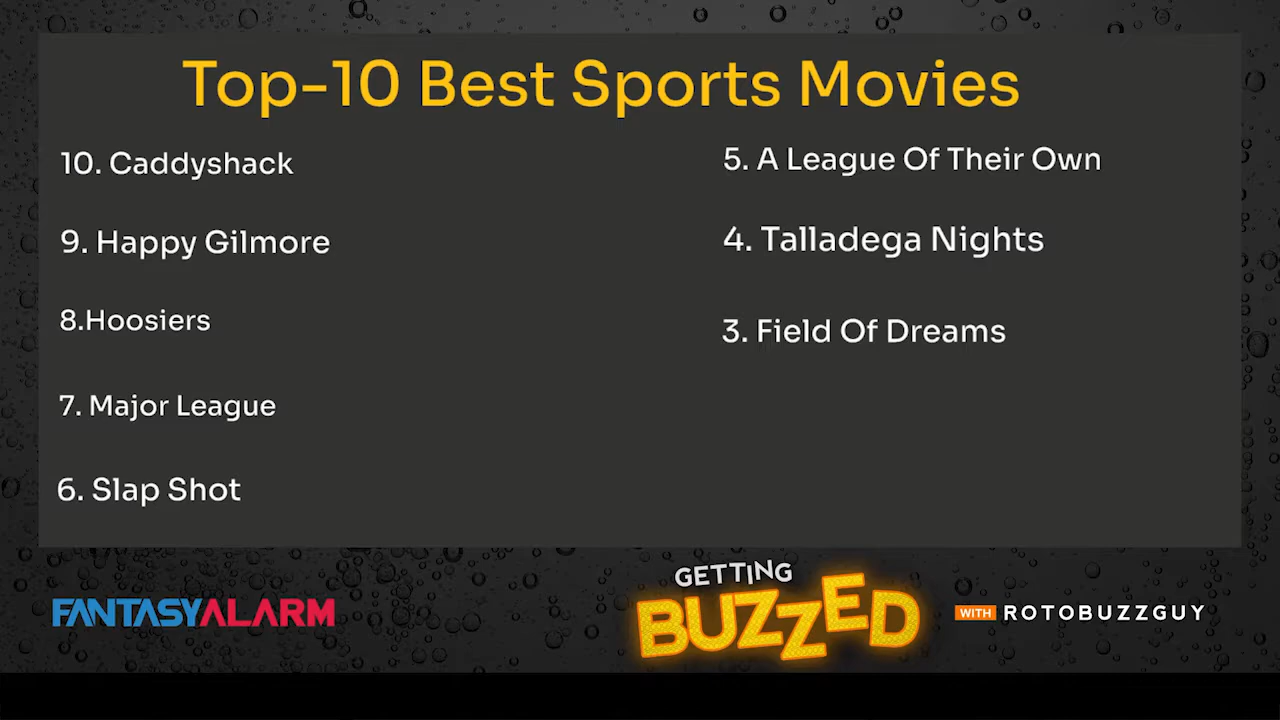 Top-10 Best Sports Movies
10. Caddyshack
9. Happy Gilmore
8.Hoosiers
7. Major League
6. Slap Shot
5. A League Of Their Own
4. Talladega Nights
3. Field Of Dreams
FANTASYALARM
GETTING
BUZZED
WITH ROTOBUZZGUY